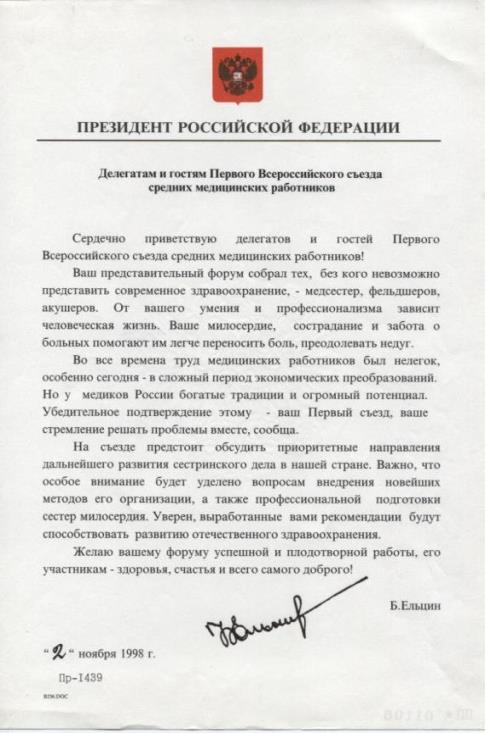 ПРЕЗИДЕНТ РОССИЙСКОЙ ФЕДЕРАЦИИ
Делегатам и гостям Первого Всероссийского съезда
средних медицинских работников
Сердечно приветствую делегатов и гостей Первого
Всероссийского съезда средних медицинских работников!
Ваш представительный форум собрал тех, без кого невозможно
представить современное здравоохранение, - медсестер, фельдшеров,
акушеров. От вашего умения и профессионализма зависит
человеческая жизнь. Ваше милосердие, сострадание и забота о
больных помогают им легче переносить боль, преодолевать недуг.
Во все времена труд медицинских работников был нелегок,
особенно сегодня - в сложный период экономических преобразований.
Но у медиков России богатые традиции и огромный потенциал.
Убедительное подтверждение этому - ваш Первый съезд, ваше
стремление решать проблемы вместе, сообща.
На съезде предстоит обсудить приоритетные направления
дальнейшего развития сестринского дела в нашей стране. Важно, что
особое внимание будет уделено вопросам внедрения новейших
методов его организации, а также профессиональной подготовки
сестер милосердия. Уверен, выработанные вами рекомендации будут
способствовать развитию отечественного здравоохранения.
Желаю вашему форуму успешной и плодотворной работы, его
участникам - здоровья, счастья и всего самого доброго!
Б.Ельцин
"2" ноября 1998 г.
Пр-1439